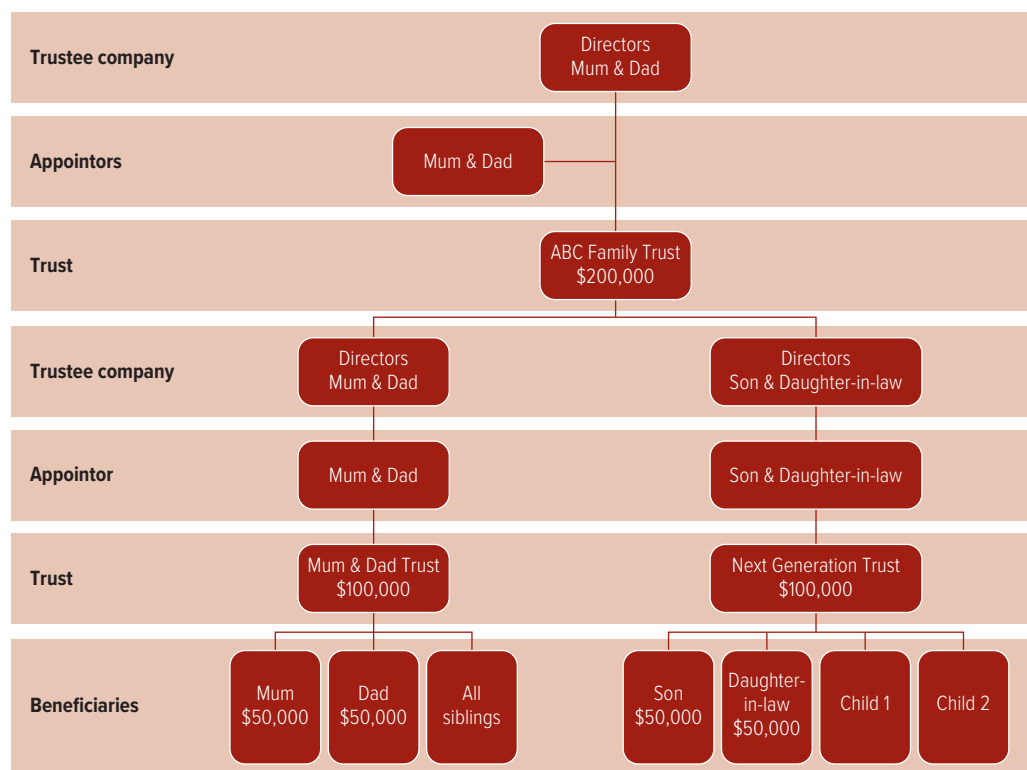 Trustee company
Directors
Mum & Dad
Appointors
Mum & Dad
Trust
ABC Family Trust
$200,000
Trustee company
Directors
Mum & Dad
Directors
Son & Daughter-in-law
Appointor
Mum & Dad
Son & Daughter-in-law
Trust
Mum & Dad Trust
$100,000
Next Generation Trust
$100,000
Beneficiaries
Mum
$50,000
Dad
$50,000
All
siblings
Son
$50,000
Daughter-
in-law
$50,000
Child 1
Child 2